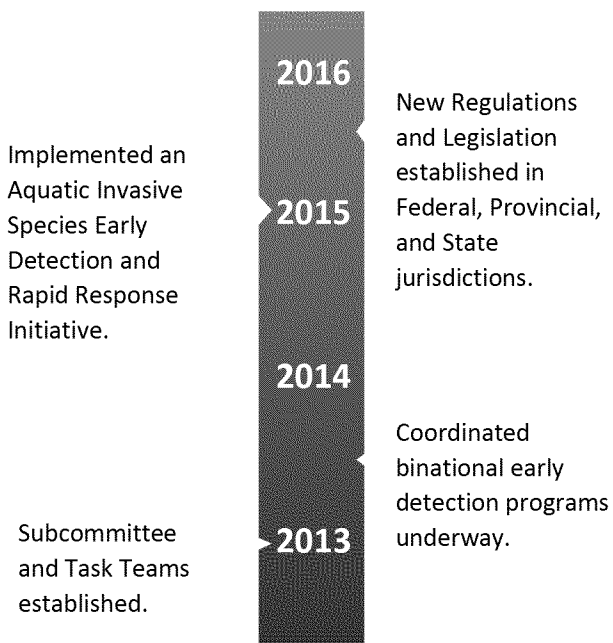 2016
New Regulations
and Legislation
established in
Federal, Provincial,
and State
jurisdictions.
Implemented an
Aquatic Invasive
Species Early
Detection and
Rapid Response
Initiative.
2015
2014
Coordinated
binational early
detection programs
underway.
Subcommittee
and Task Teams
established.
2013